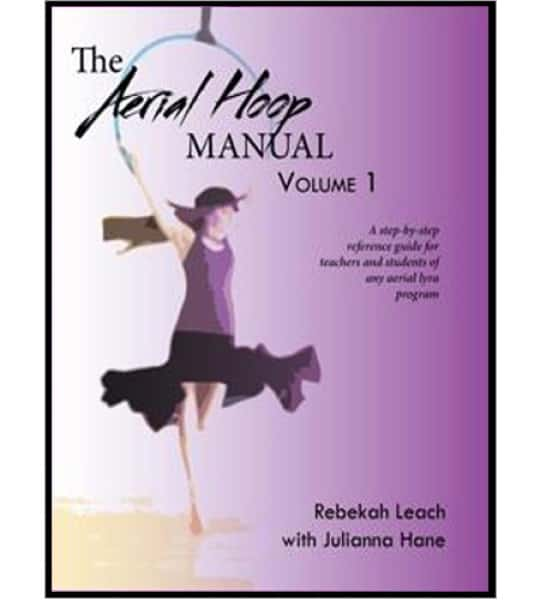 The
Aerial Hoop
MANUAL
VOLUME 1
A step-by-step
reference guide for
teachers and students of
any aerial lyra
program
Rebekah Leach
with Julianna Hane